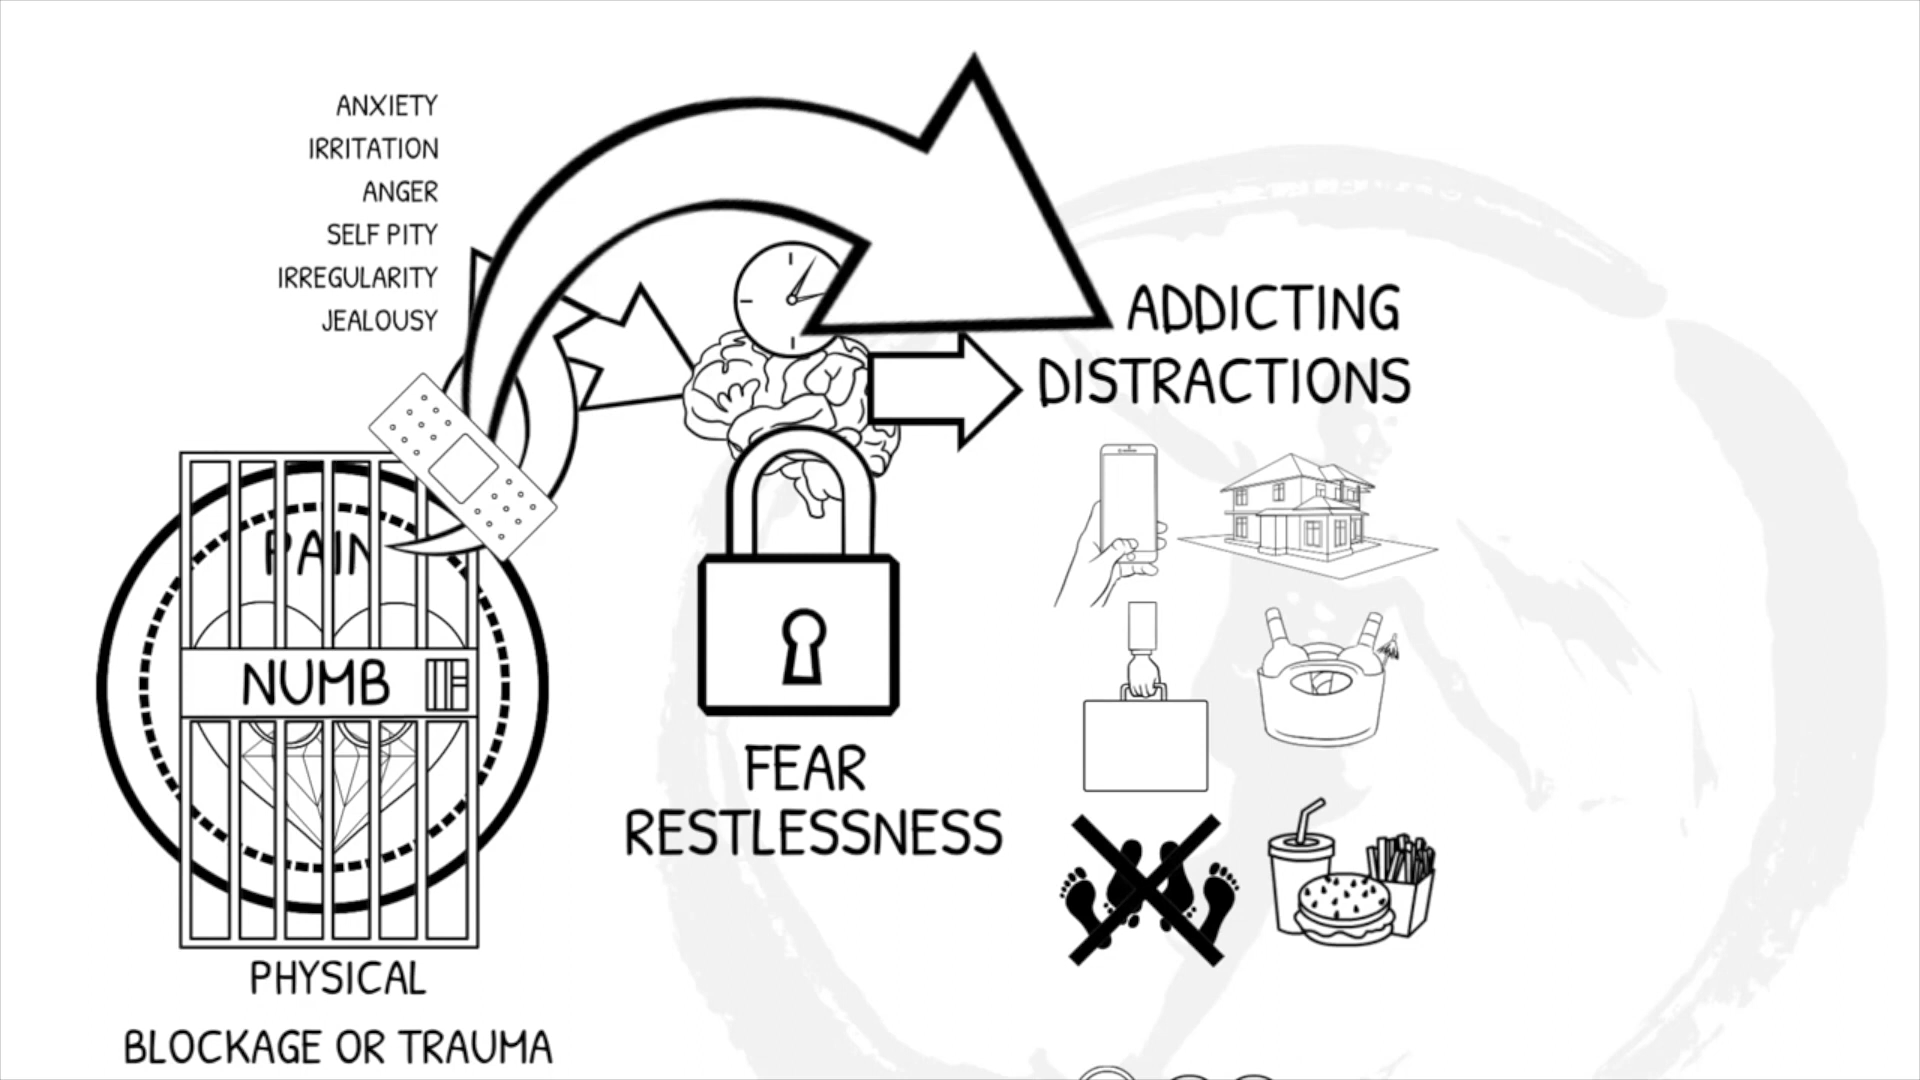 ANXIETY
IRRITATION
ANGER
SELF PITY
IRREGULARITY
JEALOUSY
ADDICTING
DISTRACTIONS
PAIN
NUMB
FEAR
RESTLESSNESS
PHYSICAL
BLOCKAGE OR TRAUMA